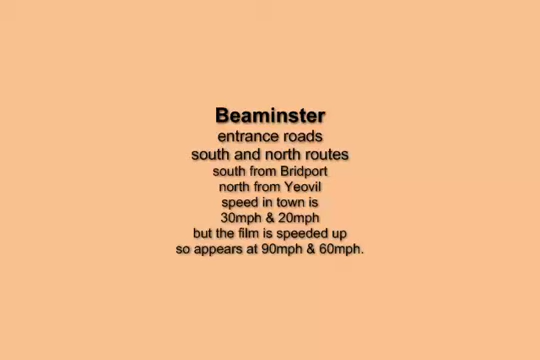 Beaminster
entrance roads
south and north routes
south from Bridport
north from Yeovil
speed in town is
30mph & 20mph
but the film is speeded up
so appears at 90mph & 60mph.